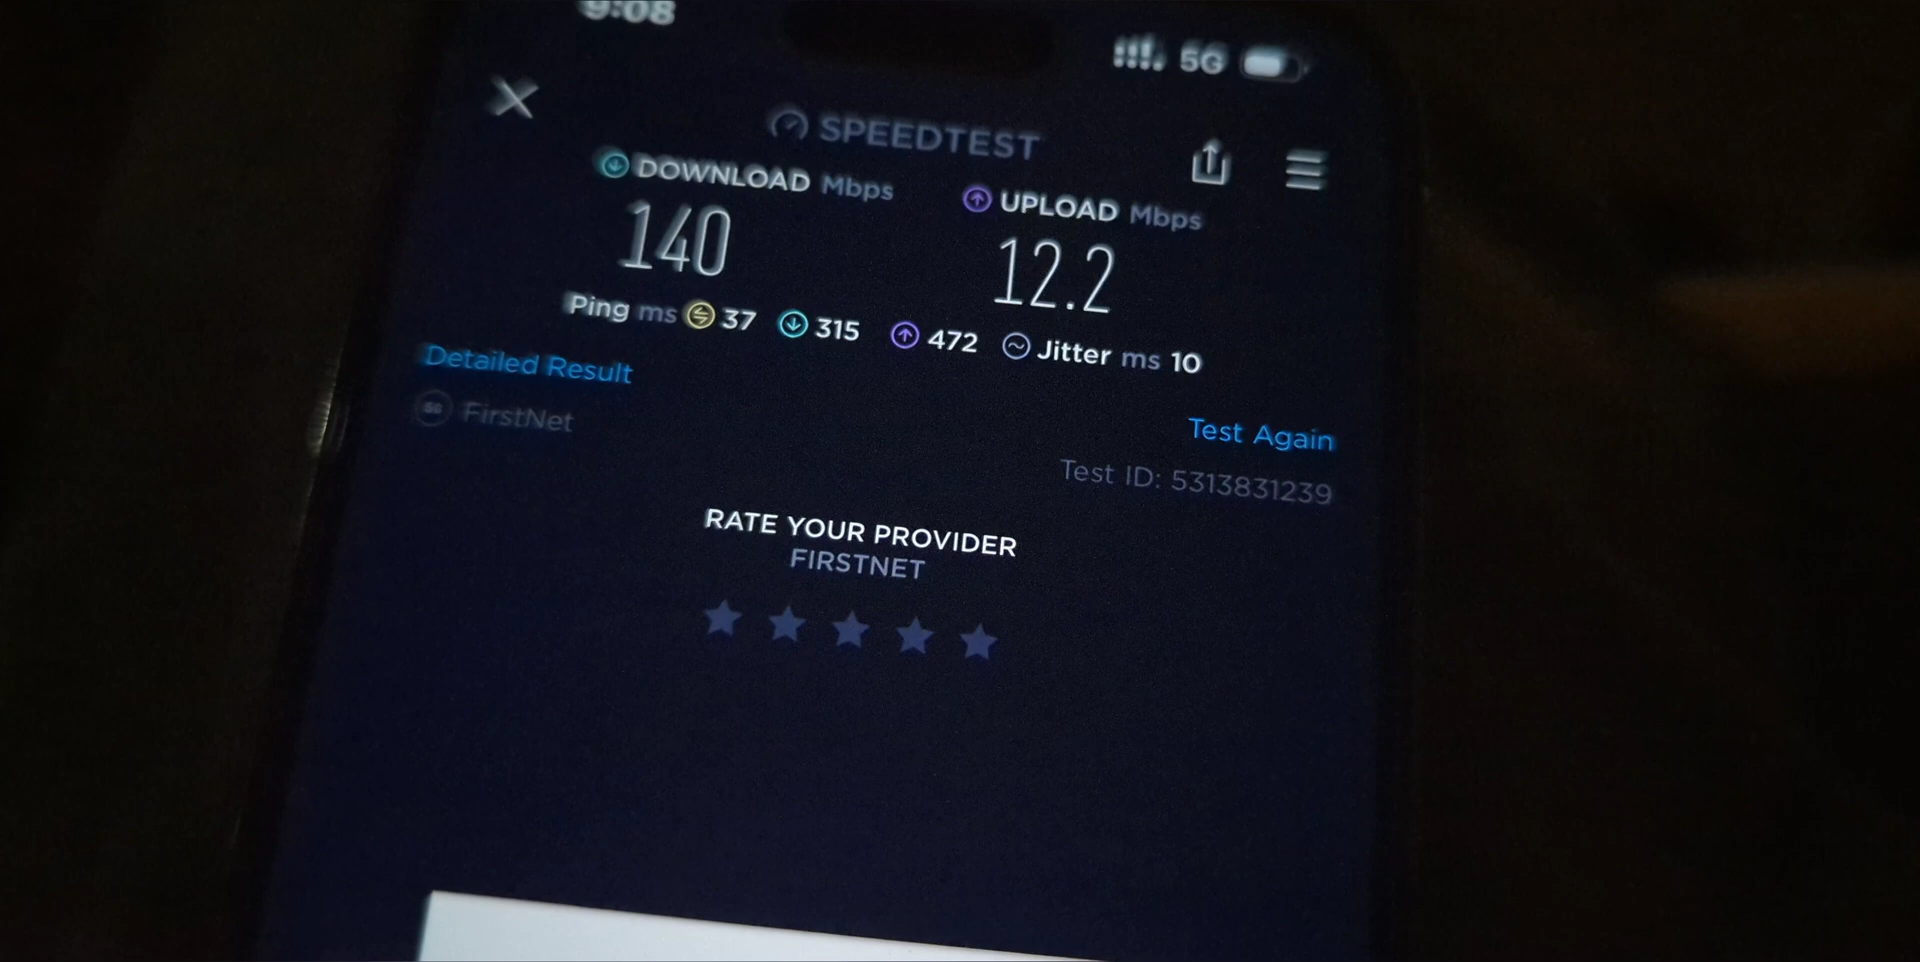 9:08
5G
SPEEDTEST
DOWNLOAD Mbps
140
UPLOAD Mbps
12.2
Ping ms 37 315 472 Jitter ms 10
Detailed Result
FirstNet
Test Again
Test ID: 5313831239
RATE YOUR PROVIDER
FIRSTNET